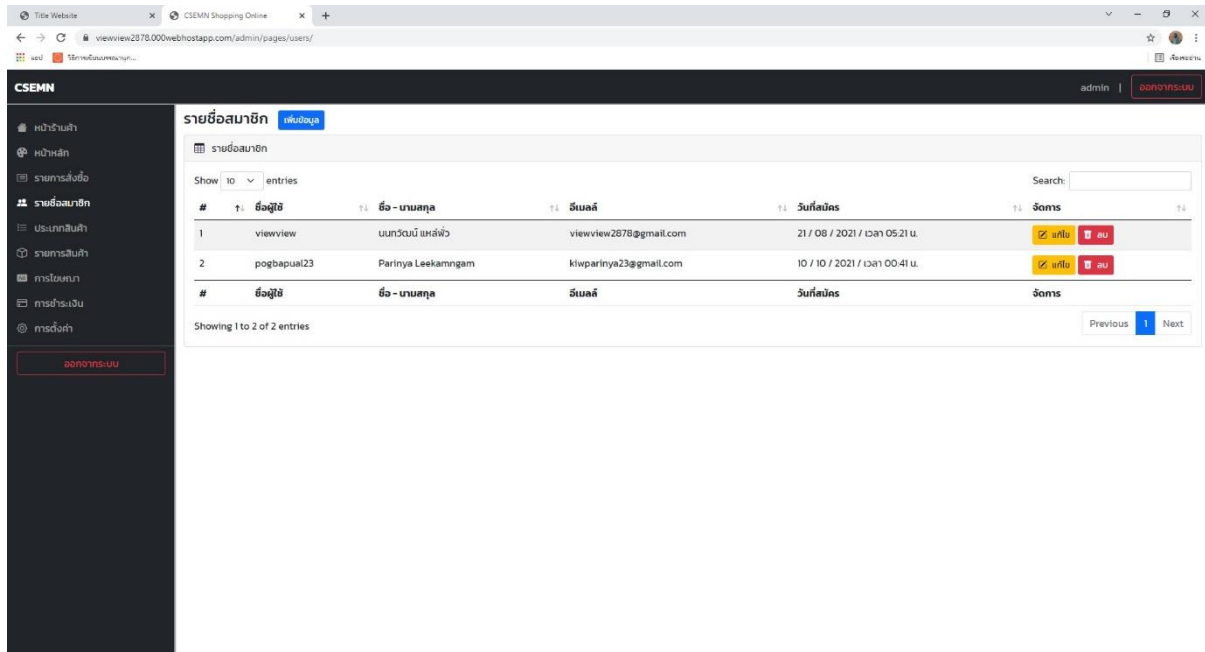 Title Website
CSEMN Shopping Online
viewview2878.000webhostapp.com/admin/pages/users/
แอป
CSEMN
admin |
ออกจากระบบ
หน้าร้านค้า
หน้าหลัก
รายการสั่งซื้อ
รายชื่อสมาชิก
ประเภทสินค้า
รายการสินค้า
การโฆษณา
การชำระเงิน
การตั้งค่า
ออกจากระบบ
รายชื่อสมาชิก เพิ่มข้อมูล
รายชื่อสมาชิก
Show 10 entries Search:
# ชื่อผู้ใช้ ชื่อ - นามสกุล อีเมลล์ วันที่สมัคร จัดการ
1 viewview นนทวัฒน์ แหล่พั่ว viewview2878@gmail.com 21 / 08 / 2021 / เวลา 05:21 น. แก้ไข ลบ
2 pogbapual23 Parinya Leekamngam kiwparinya23@gmail.com 10 / 10 / 2021 / เวลา 00:41 น. แก้ไข ลบ
# ชื่อผู้ใช้ ชื่อ - นามสกุล อีเมลล์ วันที่สมัคร จัดการ
Showing 1 to 2 of 2 entries Previous 1 Next